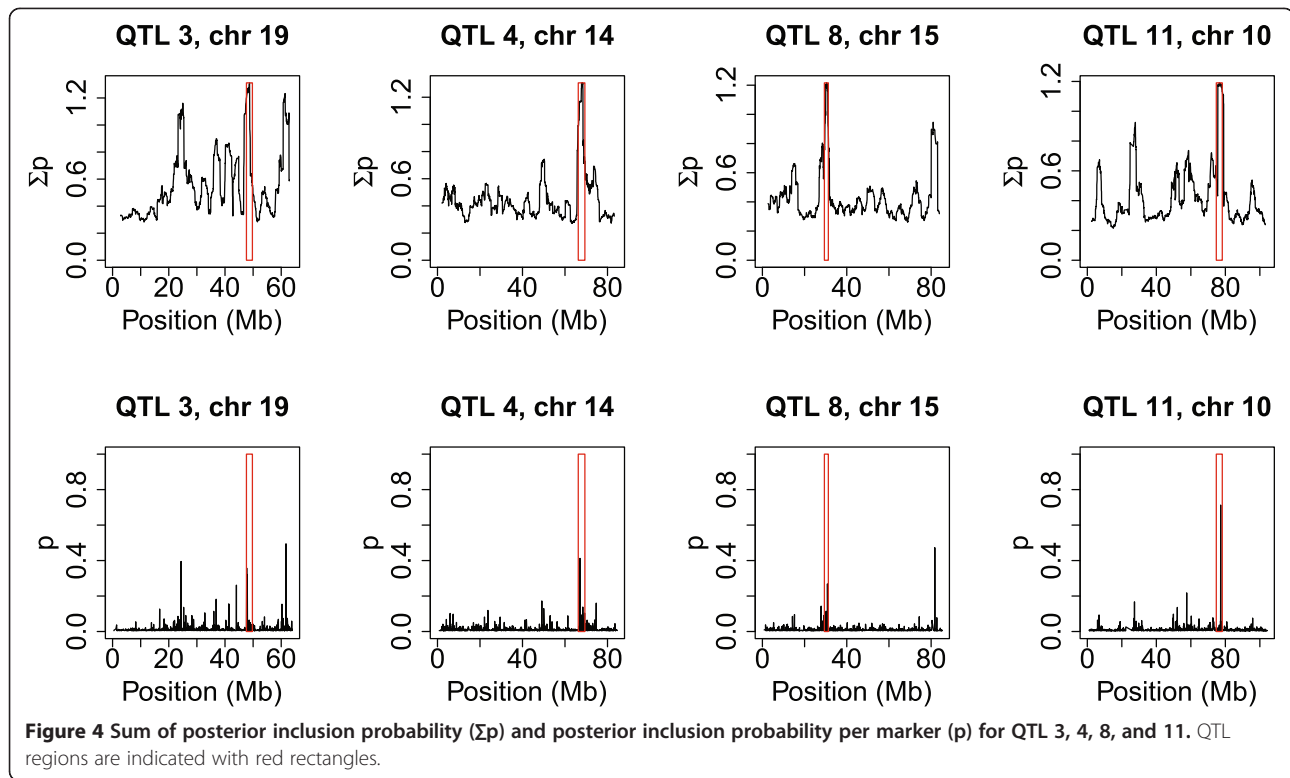 QTL 3, chr 19
QTL 4, chr 14
QTL 8, chr 15
QTL 11, chr 10
Σp
0.0 0.6 1.2
0 20 40 60
Position (Mb)
Σp
0.0 0.6 1.2
0 40 80
Position (Mb)
Σp
0.0 0.6 1.2
0 40 80
Position (Mb)
Σp
0.0 0.6 1.2
0 40 80
Position (Mb)
QTL 3, chr 19
QTL 4, chr 14
QTL 8, chr 15
QTL 11, chr 10
p
0.0 0.4 0.8
0 20 40 60
Position (Mb)
p
0.0 0.4 0.8
0 40 80
Position (Mb)
p
0.0 0.4 0.8
0 40 80
Position (Mb)
p
0.0 0.4 0.8
0 40 80
Position (Mb)
Figure 4 Sum of posterior inclusion probability (Σp) and posterior inclusion probability per marker (p) for QTL 3, 4, 8, and 11. QTL
regions are indicated with red rectangles.